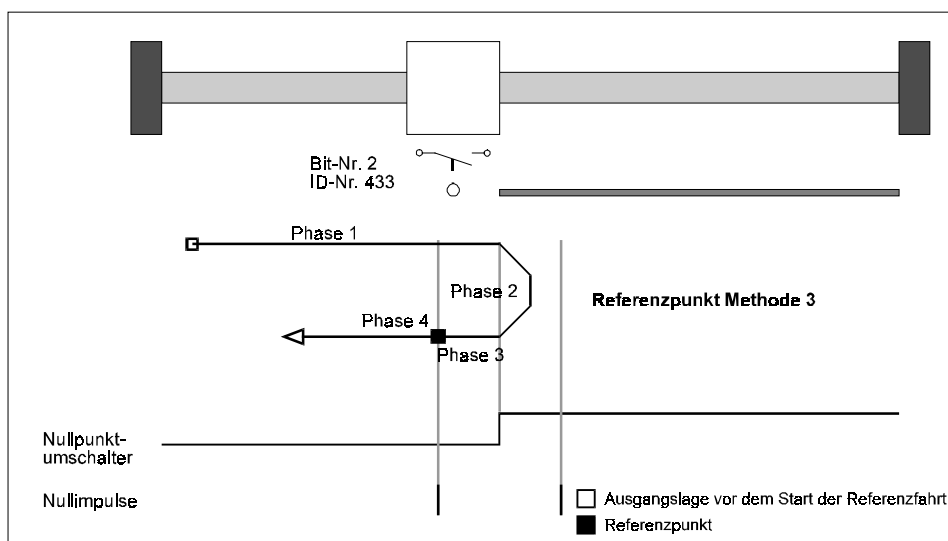 Bit-Nr. 2
ID-Nr. 433
Phase 1
Phase 2
Referenzpunkt Methode 3
Phase 4
Phase 3
Nullpunkt-
umschalter
Nullimpulse
Ausgangslage vor dem Start der Referenzfahrt
Referenzpunkt